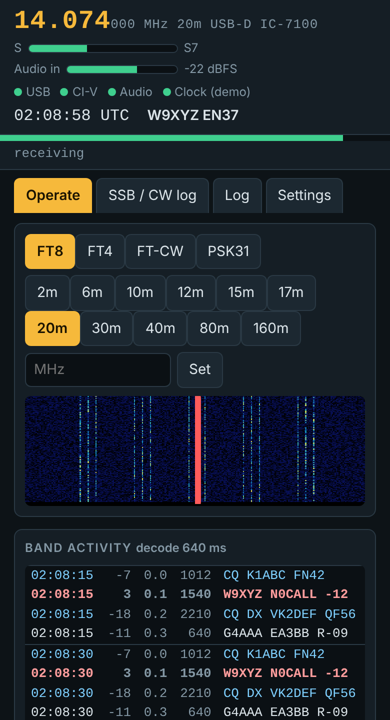 14.074000 MHz 20m USB-D IC-7100
S S7
Audio in -22 dBFS
USB CI-V Audio Clock (demo)
02:08:58 UTC W9XYZ EN37
receiving
Operate SSB / CW log Log Settings
FT8 FT4 FT-CW PSK31
2m 6m 10m 12m 15m 17m
20m 30m 40m 80m 160m
MHz Set
BAND ACTIVITY decode 640 ms
02:08:15 -7 0.0 1012 CQ K1ABC FN42
02:08:15 3 0.1 1540 W9XYZ N0CALL -12
02:08:15 -18 0.2 2210 CQ DX VK2DEF QF56
02:08:15 -11 0.3 640 G4AAA EA3BB R-09
02:08:30 -7 0.0 1012 CQ K1ABC FN42
02:08:30 3 0.1 1540 W9XYZ N0CALL -12
02:08:30 -18 0.2 2210 CQ DX VK2DEF QF56
02:08:30 -11 0.3 640 G4AAA EA3BB R-09